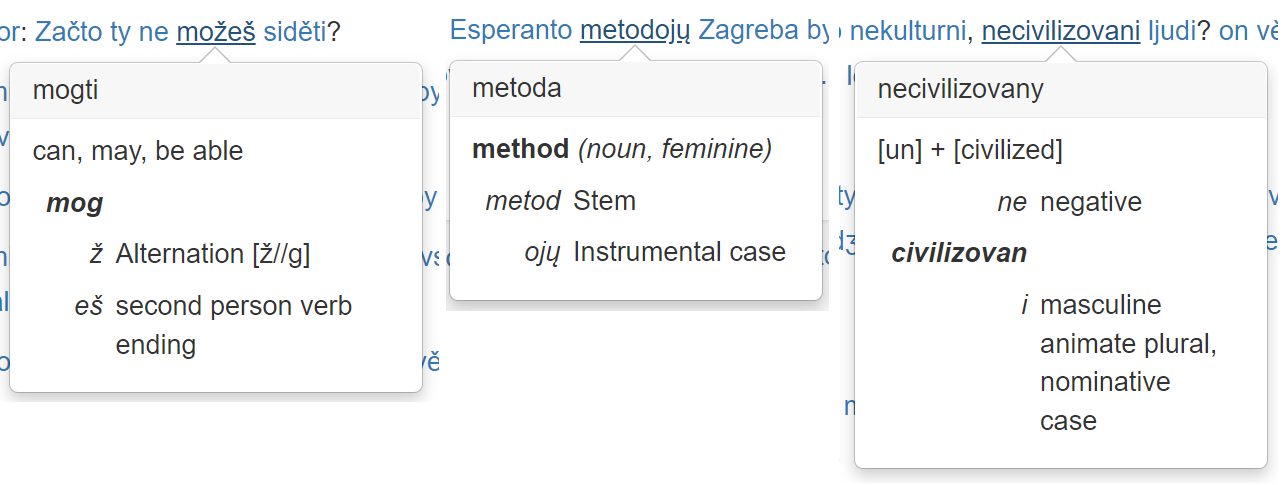 or: Začto ty ne možeš siděti?
mogti
can, may, be able
mog
ž Alternation [ž//g]
eš second person verb
ending
Esperanto metodojų Zagreba by
metoda
method (noun, feminine)
metod Stem
ojų Instrumental case
nekulturni, necivilizovani ljudi? on vě
necivilizovany
[un] + [civilized]
ne negative
civilizovan
i masculine
animate plural,
nominative
case